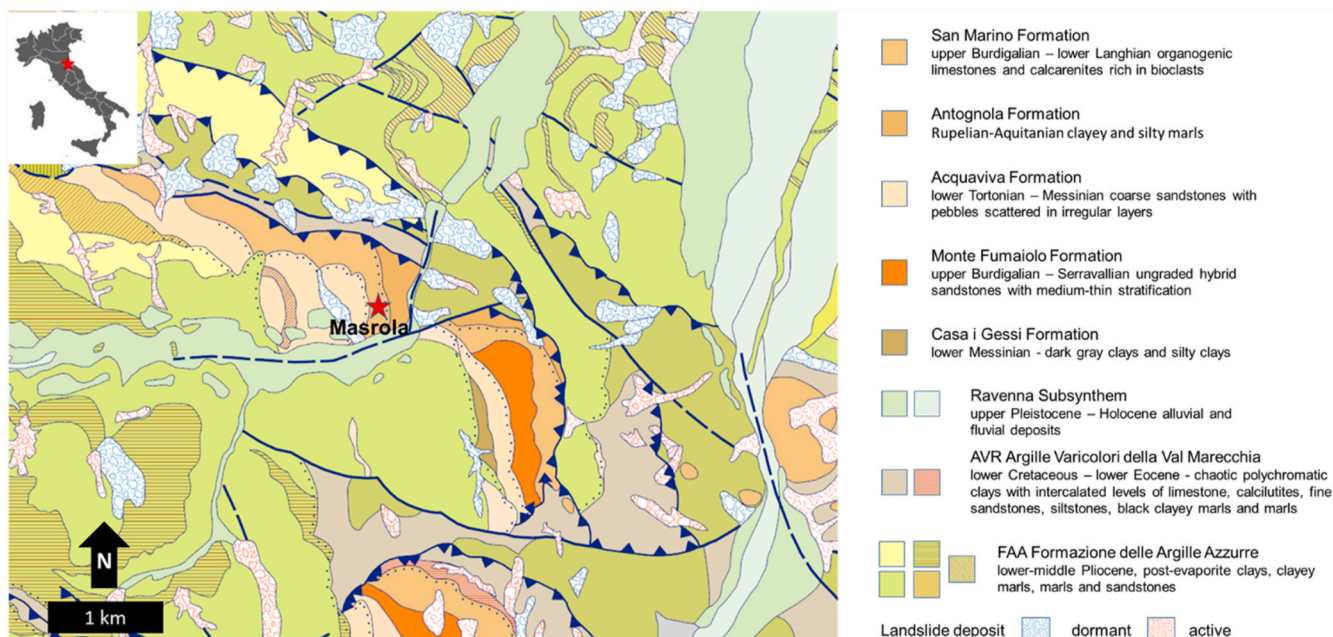 Masrola
N
1 km
San Marino Formation
upper Burdigalian – lower Langhian organogenic
limestones and calcarenites rich in bioclasts
Antognola Formation
Rupelian-Aquitanian clayey and silty marls
Acquaviva Formation
lower Tortonian – Messinian coarse sandstones with
pebbles scattered in irregular layers
Monte Fumaiolo Formation
upper Burdigalian – Serravallian ungraded hybrid
sandstones with medium-thin stratification
Casa i Gessi Formation
lower Messinian - dark gray clays and silty clays
Ravenna Subsynthem
upper Pleistocene – Holocene alluvial and
fluvial deposits
AVR Argille Varicolori della Val Marecchia
lower Cretaceous – lower Eocene - chaotic polychromatic
clays with intercalated levels of limestone, calcilutites, fine
sandstones, siltstones, black clayey marls and marls
FAA Formazione delle Argille Azzurre
lower-middle Pliocene, post-evaporite clays, clayey
marls, marls and sandstones
Landslide deposit dormant active